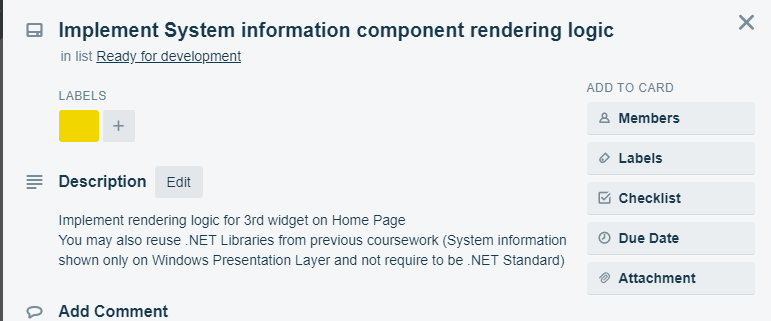 Implement System information component rendering logic
in list Ready for development
LABELS
+
Description Edit
Implement rendering logic for 3rd widget on Home Page
You may also reuse .NET Libraries from previous coursework (System information
shown only on Windows Presentation Layer and not require to be .NET Standard)
Add Comment
ADD TO CARD
Members
Labels
Checklist
Due Date
Attachment